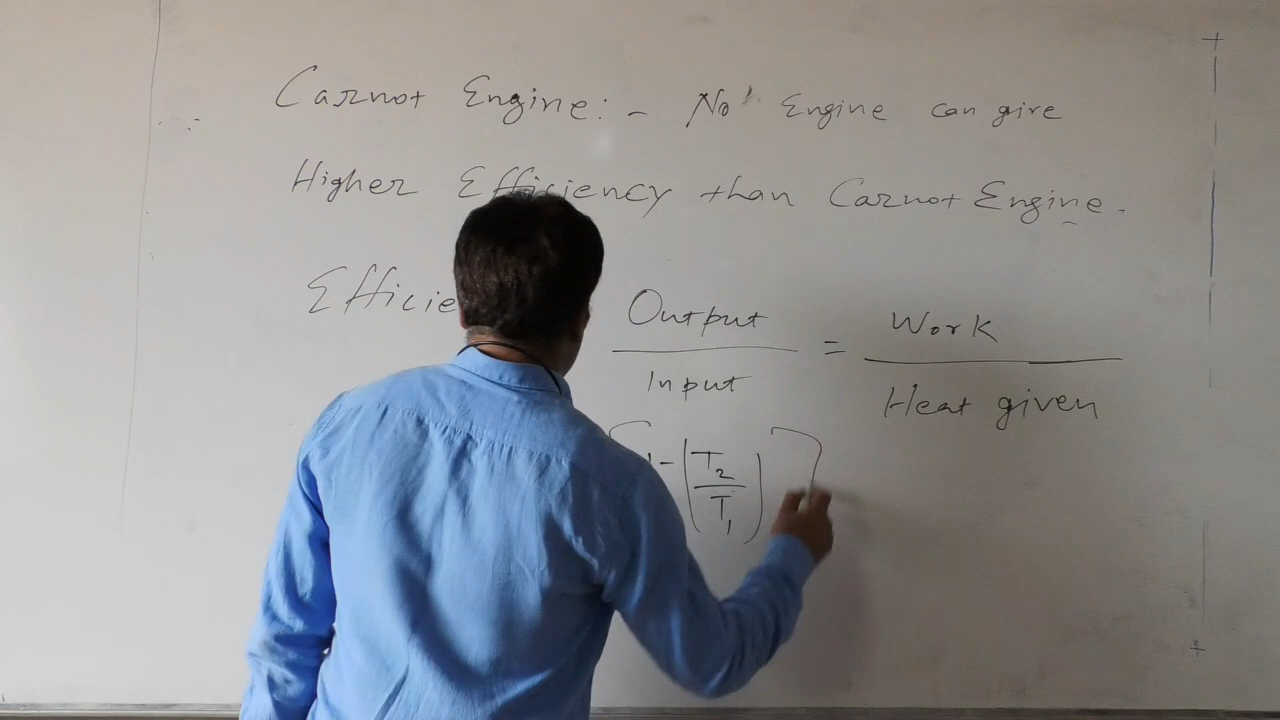 Carnot Engine:- No Engine can give
Higher Efficiency than Carnot Engine.
Output = Work
Input Heat given
1-(T2
T1)